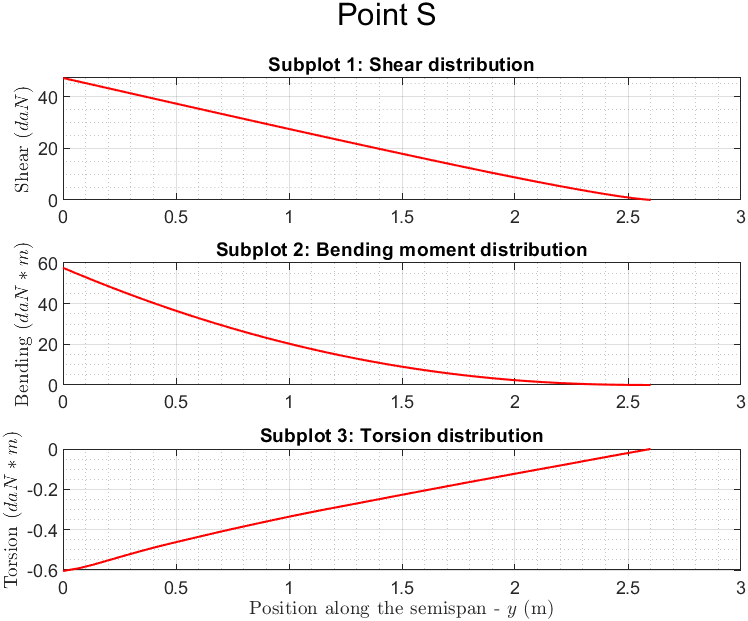 Point S
Subplot 1: Shear distribution
Shear (daN)
40
20
0
0 0.5 1 1.5 2 2.5 3
Subplot 2: Bending moment distribution
Bending (daN * m)
60
40
20
0
0 0.5 1 1.5 2 2.5 3
Subplot 3: Torsion distribution
Torsion (daN * m)
0
-0.2
-0.4
-0.6
0 0.5 1 1.5 2 2.5 3
Position along the semispan - y (m)